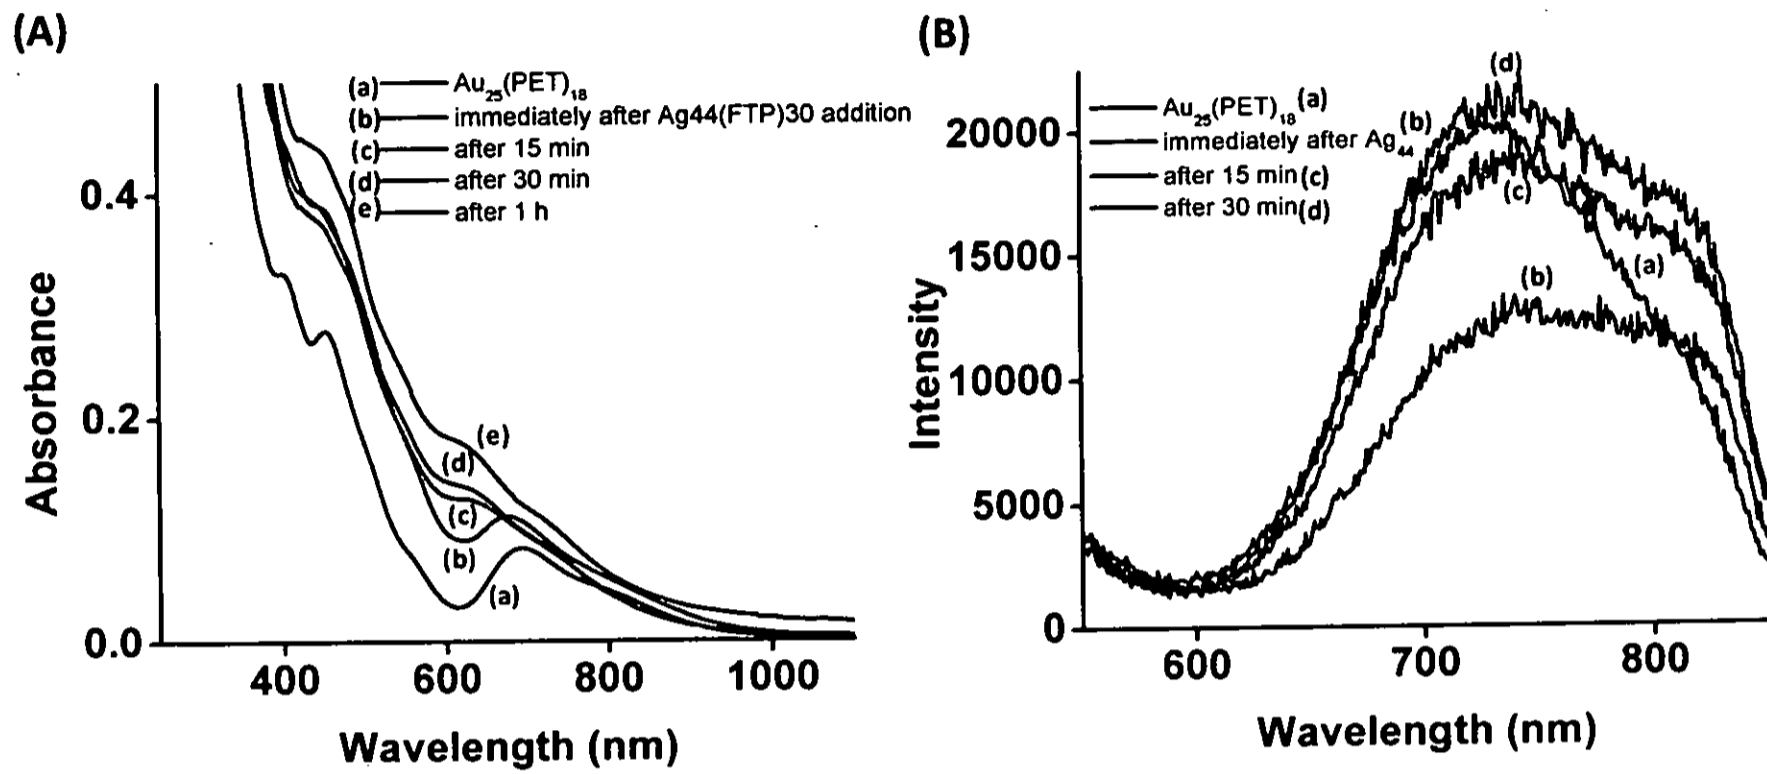 (A)
(a) Au25(PET)18
(b) immediately after Ag44(FTP)30 addition
(c) after 15 min
(d) after 30 min
(e) after 1 h
0.4
0.2
0.0
Absorbance
(e)
(d)
(c)
(b)
(a)
400 600 800 1000
Wavelength (nm)
(B)
Au25(PET)18 (a)
immediately after Ag44 (b)
after 15 min (c)
after 30 min (d)
20000
15000
10000
5000
0
Intensity
(d)
(c)
(a)
(b)
600 700 800
Wavelength (nm)